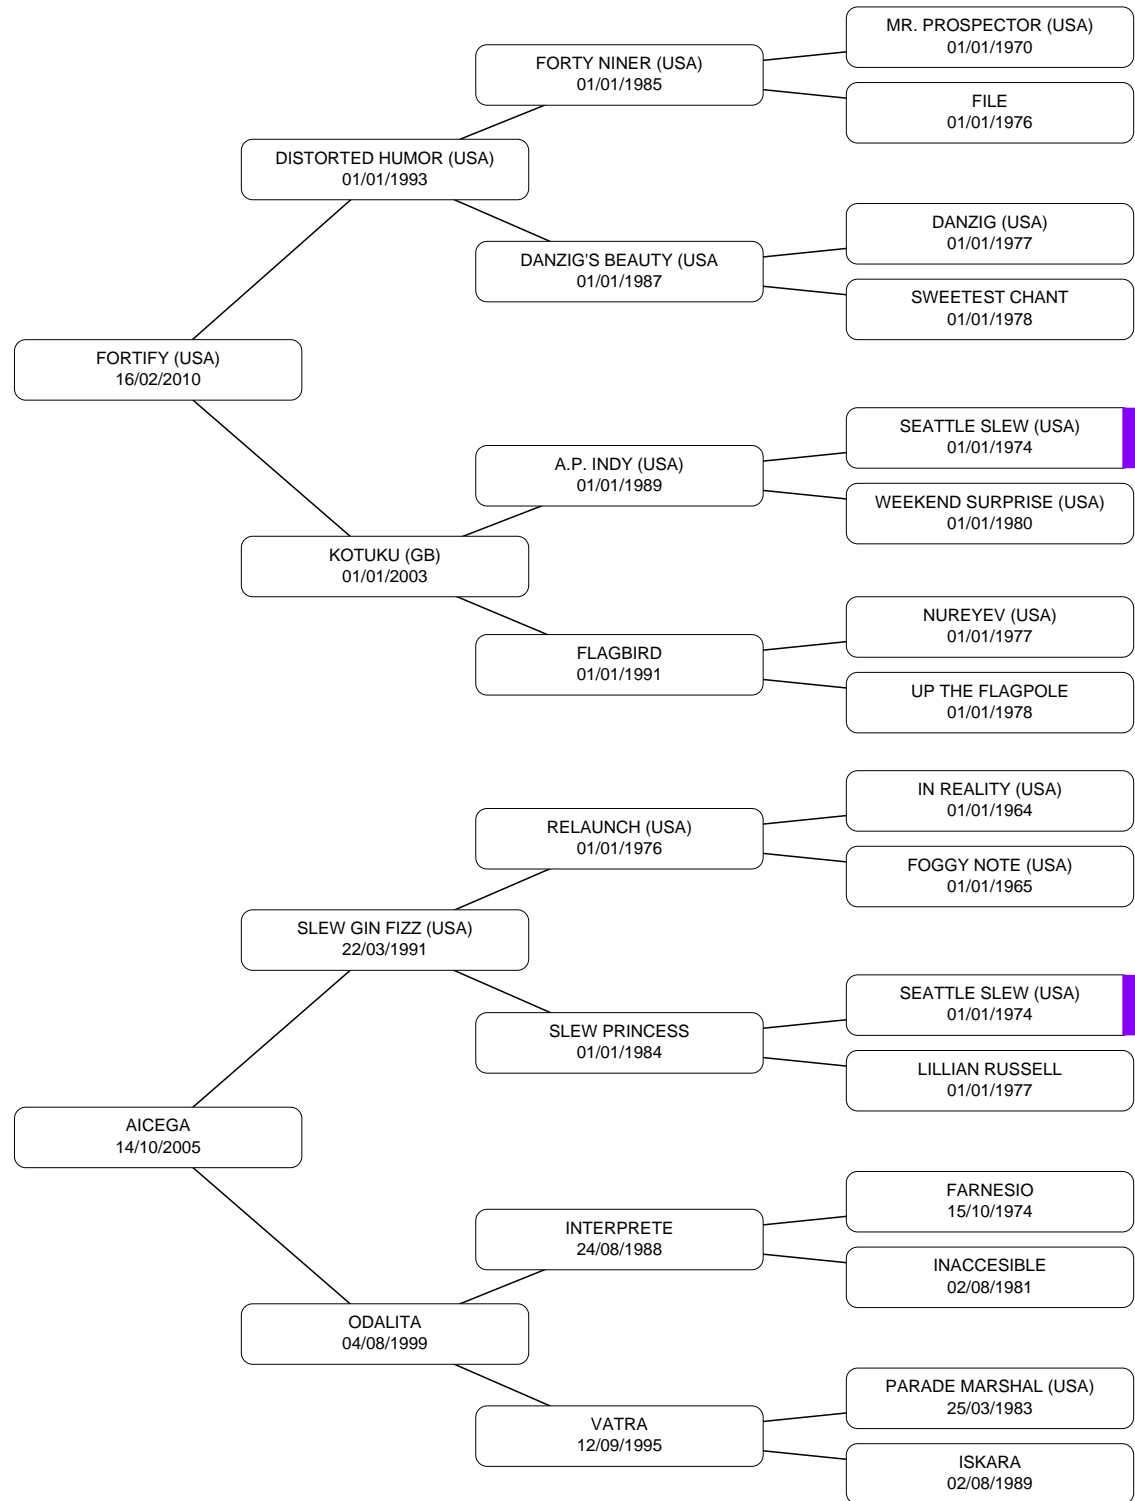 MR. PROSPECTOR (USA)
01/01/1970
FORTY NINER (USA)
01/01/1985
FILE
01/01/1976
DISTORTED HUMOR (USA)
01/01/1993
DANZIG (USA)
01/01/1977
DANZIG'S BEAUTY (USA
01/01/1987
SWEETEST CHANT
01/01/1978
FORTIFY (USA)
16/02/2010
SEATTLE SLEW (USA)
01/01/1974
A.P. INDY (USA)
01/01/1989
WEEKEND SURPRISE (USA)
01/01/1980
KOTUKU (GB)
01/01/2003
NUREYEV (USA)
01/01/1977
FLAGBIRD
01/01/1991
UP THE FLAGPOLE
01/01/1978
IN REALITY (USA)
01/01/1964
RELAUNCH (USA)
01/01/1976
FOGGY NOTE (USA)
01/01/1965
SLEW GIN FIZZ (USA)
22/03/1991
SEATTLE SLEW (USA)
01/01/1974
SLEW PRINCESS
01/01/1984
LILLIAN RUSSELL
01/01/1977
AICEGA
14/10/2005
FARNESIO
15/10/1974
INTERPRETE
24/08/1988
INACCESIBLE
02/08/1981
ODALITA
04/08/1999
PARADE MARSHAL (USA)
25/03/1983
VATRA
12/09/1995
ISKARA
02/08/1989